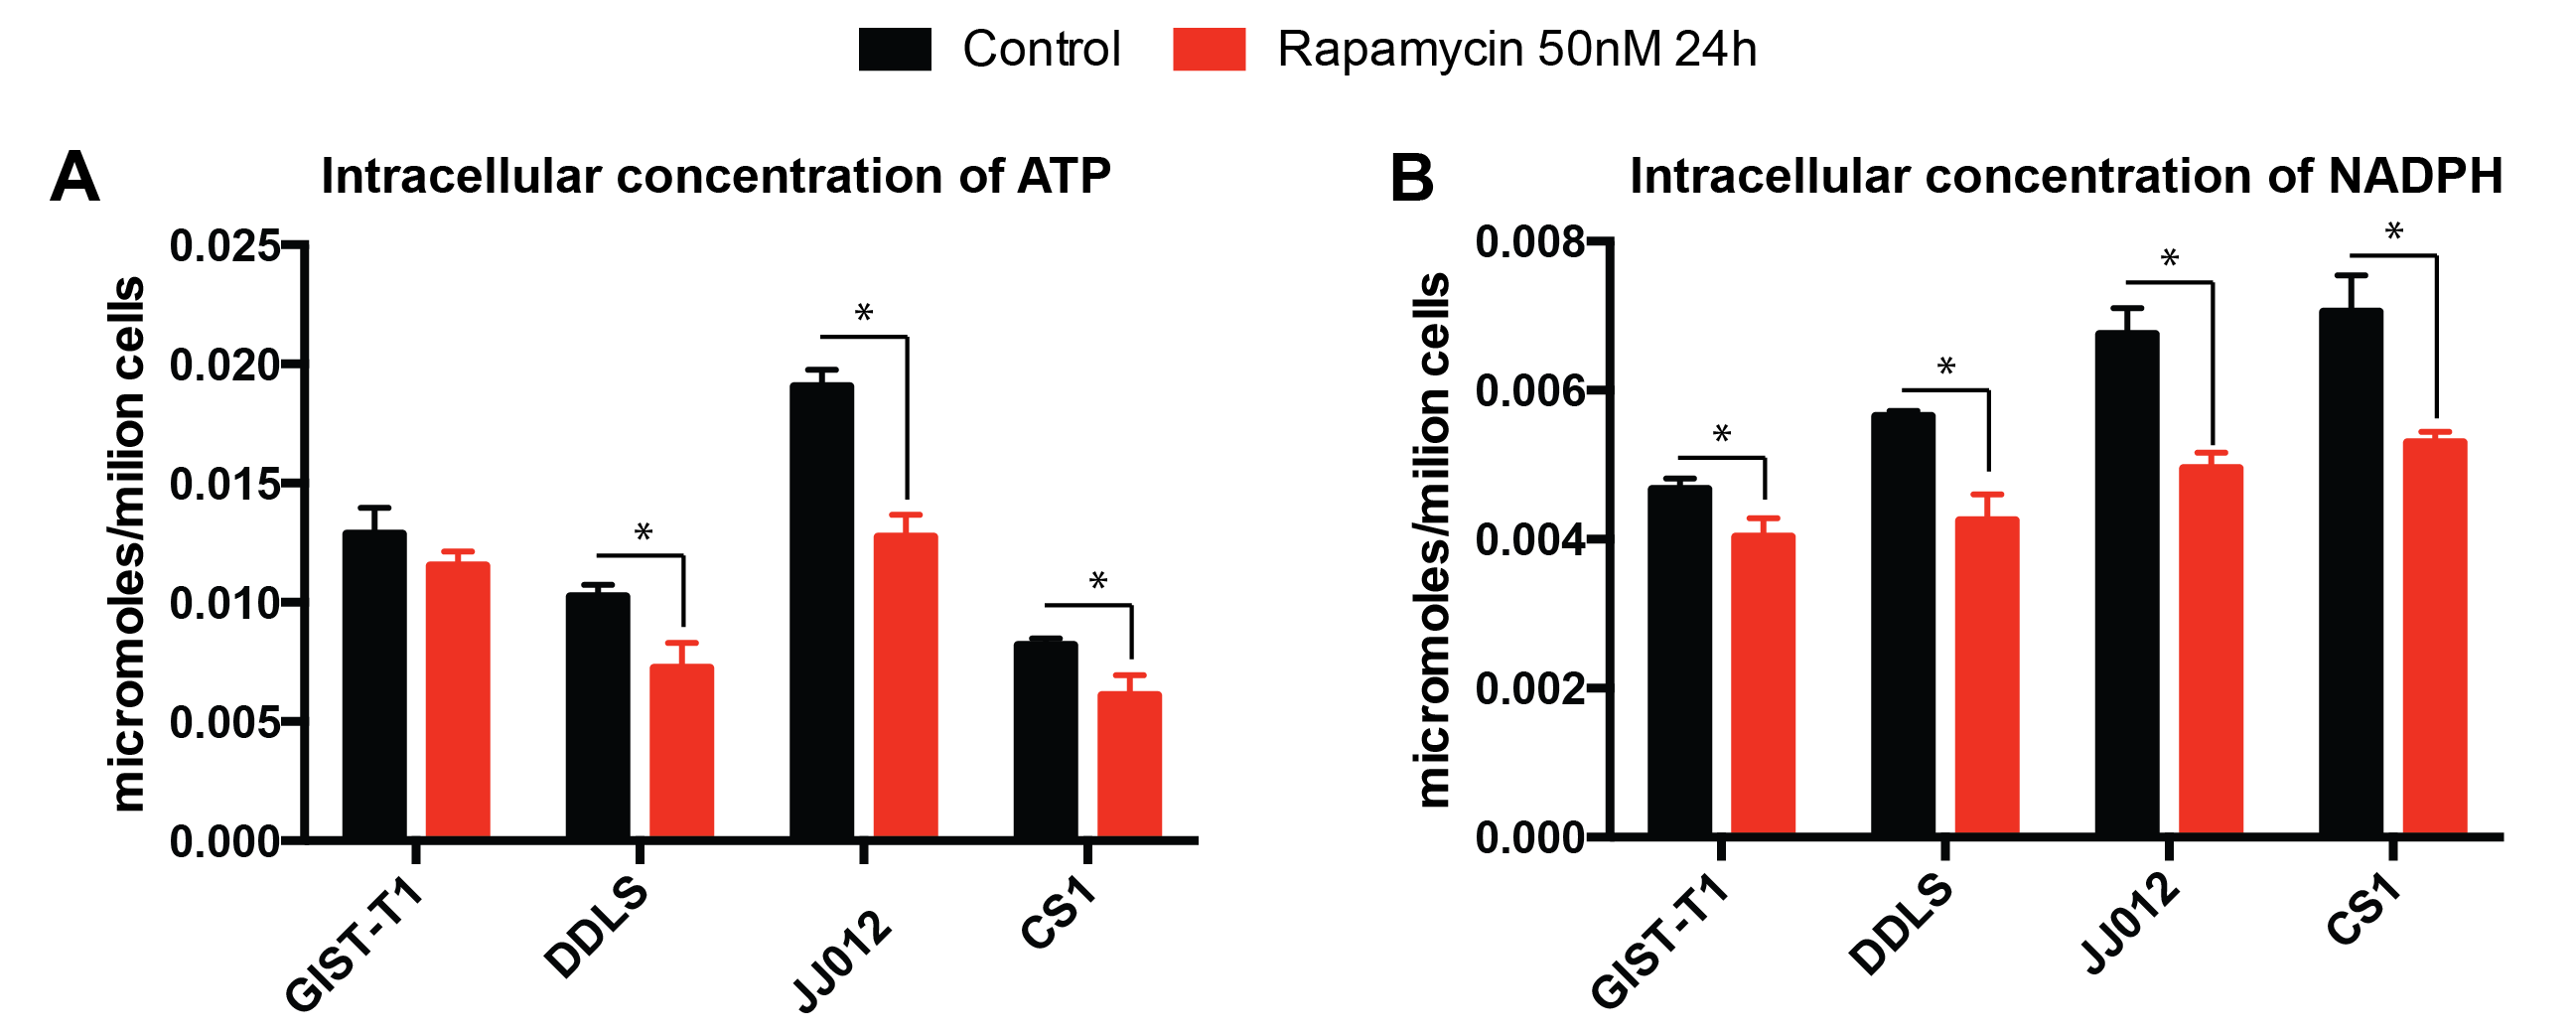 Control
Rapamycin 50nM 24h
A
Intracellular concentration of ATP
micromoles/milion cells
0.025
0.020
0.015
0.010
0.005
0.000
*
*
*
GIST-T1
DDLS
JJ012
CS1
B
Intracellular concentration of NADPH
micromoles/milion cells
0.008
0.006
0.004
0.002
0.000
*
*
*
*
GIST-T1
DDLS
JJ012
CS1